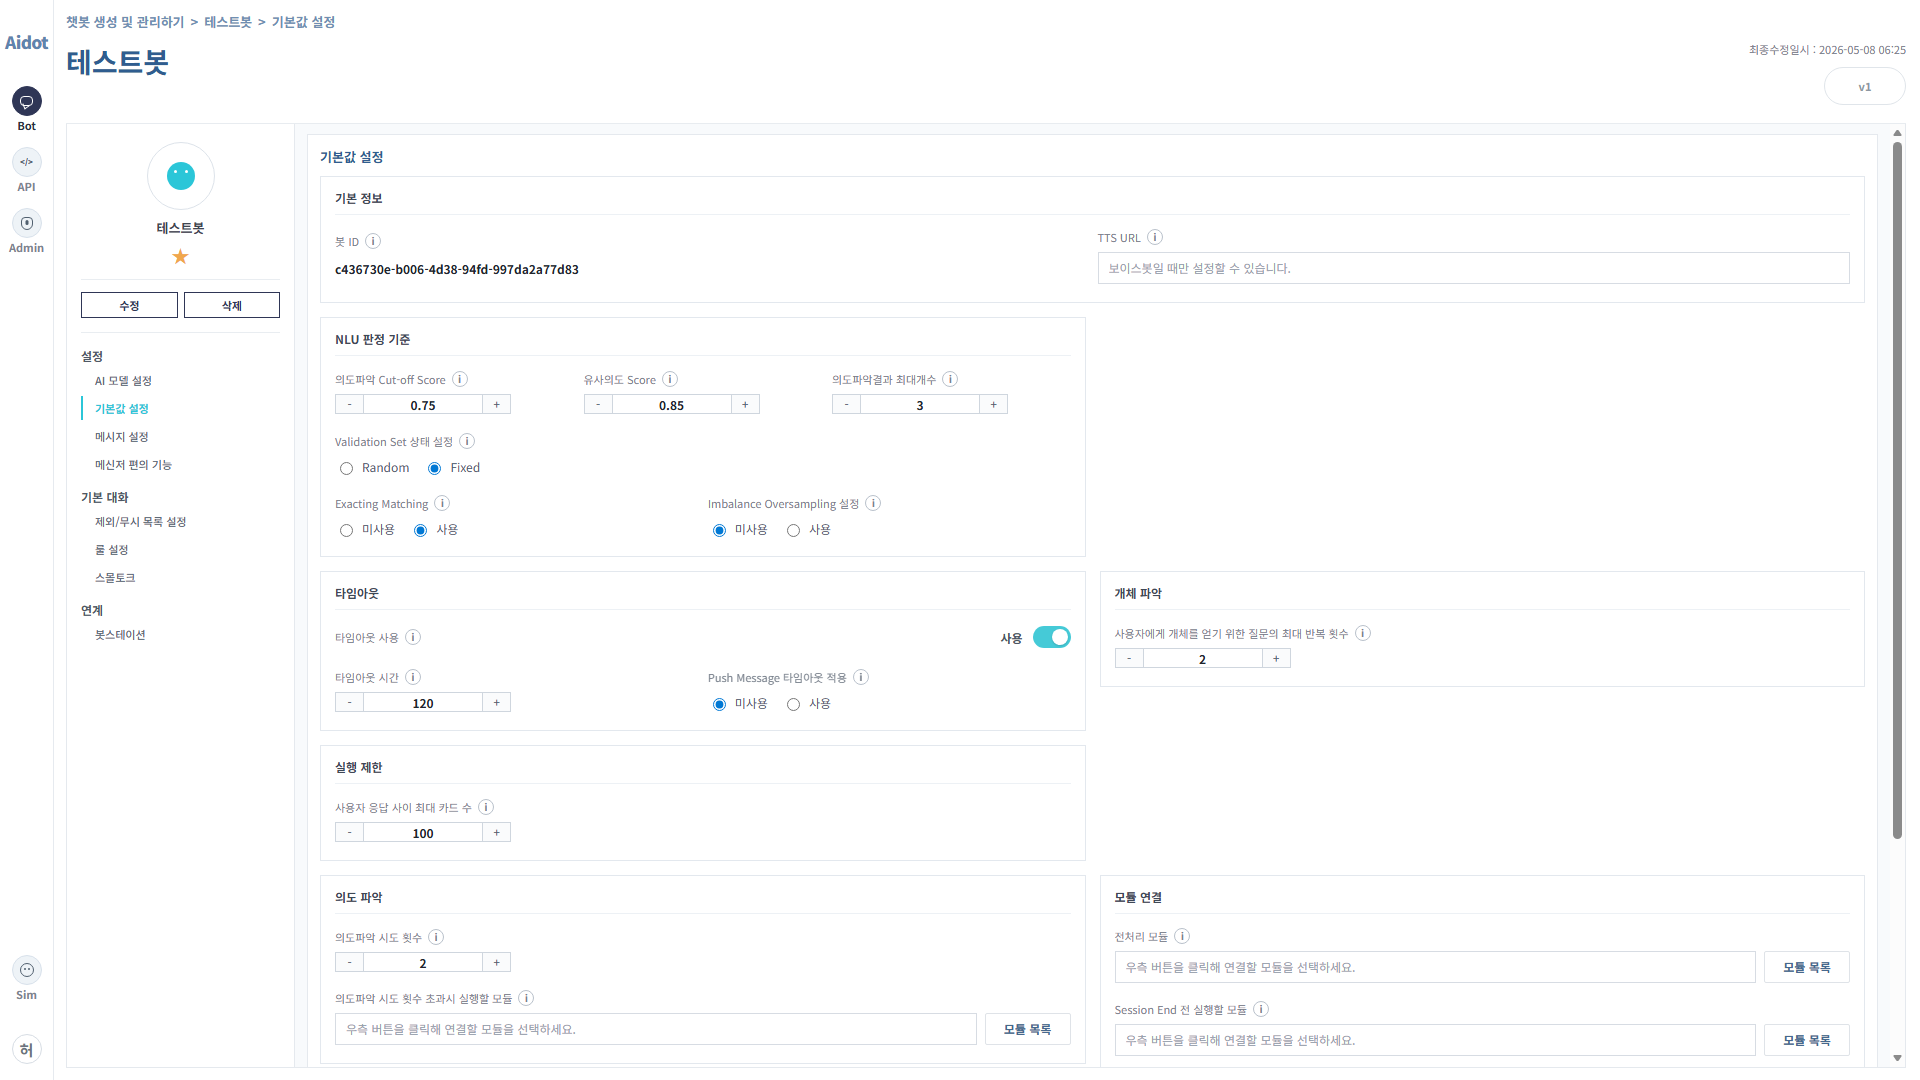 챗봇 생성 및 관리하기 > 테스트봇 > 기본값 설정
Aidot
테스트봇
최종수정일시 : 2026-05-08 06:25
v1
Bot
</>
API
Admin
Sim
허
테스트봇
수정
삭제
설정
AI 모델 설정
기본값 설정
메시지 설정
메신저 편의 기능
기본 대화
제외/무시 목록 설정
룰 설정
스몰토크
연계
봇스테이션
기본값 설정
기본 정보
봇 ID i
c436730e-b006-4d38-94fd-997da2a77d83
TTS URL i
보이스봇일 때만 설정할 수 있습니다.
NLU 판정 기준
의도파악 Cut-off Score i
- 0.75 +
유사의도 Score i
- 0.85 +
의도파악결과 최대개수 i
- 3 +
Validation Set 상태 설정 i
Random Fixed
Exacting Matching i
미사용 사용
Imbalance Oversampling 설정 i
미사용 사용
타임아웃
타임아웃 사용 i
사용
타임아웃 시간 i
- 120 +
Push Message 타임아웃 적용 i
미사용 사용
개체 파악
사용자에게 개체를 얻기 위한 질문의 최대 반복 횟수 i
- 2 +
실행 제한
사용자 응답 사이 최대 카드 수 i
- 100 +
의도 파악
의도파악 시도 횟수 i
- 2 +
의도파악 시도 횟수 초과시 실행할 모듈 i
우측 버튼을 클릭해 연결할 모듈을 선택하세요.
모듈 목록
모듈 연결
전처리 모듈 i
우측 버튼을 클릭해 연결할 모듈을 선택하세요.
모듈 목록
Session End 전 실행할 모듈 i
우측 버튼을 클릭해 연결할 모듈을 선택하세요.
모듈 목록